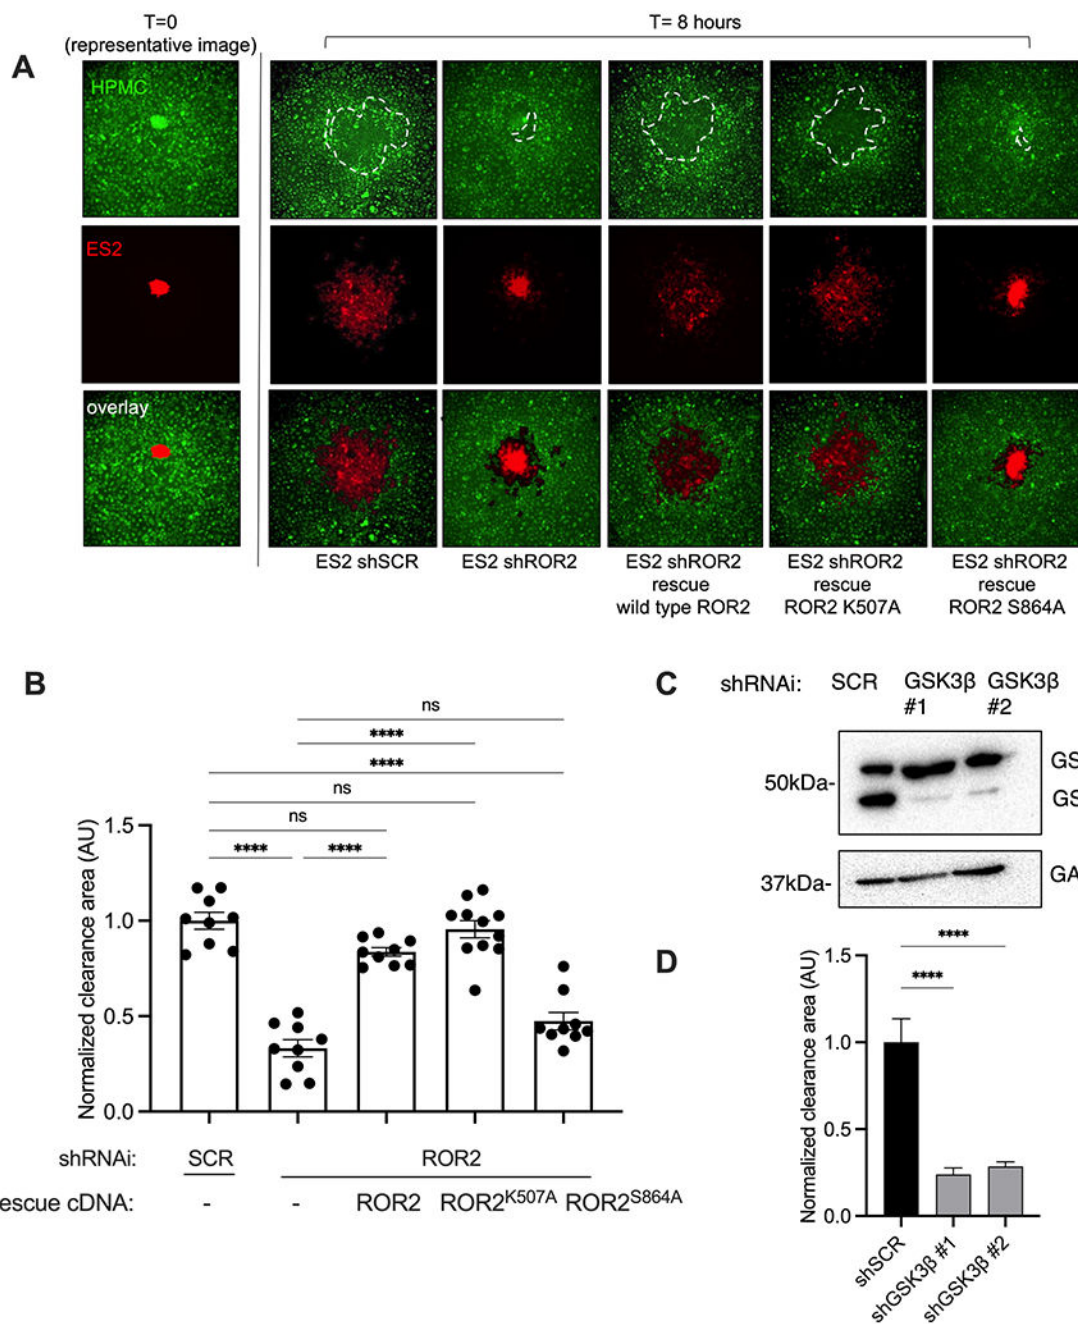 T=0
(representative image)
T= 8 hours
A
HPMC
ES2
overlay
ES2 shSCR
ES2 shROR2
ES2 shROR2
rescue
wild type ROR2
ES2 shROR2
rescue
ROR2 K507A
ES2 shROR2
rescue
ROR2 S864A
B
ns
****
****
ns
ns
**** ****
Normalized clearance area (AU)
1.5
1.0
0.5
0.0
shRNAi: SCR ROR2
escue cDNA: - - ROR2 ROR2K507A ROR2S864A
C
shRNAi: SCR GSK3β GSK3β
#1 #2
50kDa-
GS
GS
37kDa-
GA
D
****
****
Normalized clearance area (AU)
1.5
1.0
0.5
0.0
shSCR
shGSK3β #1
shGSK3β #2